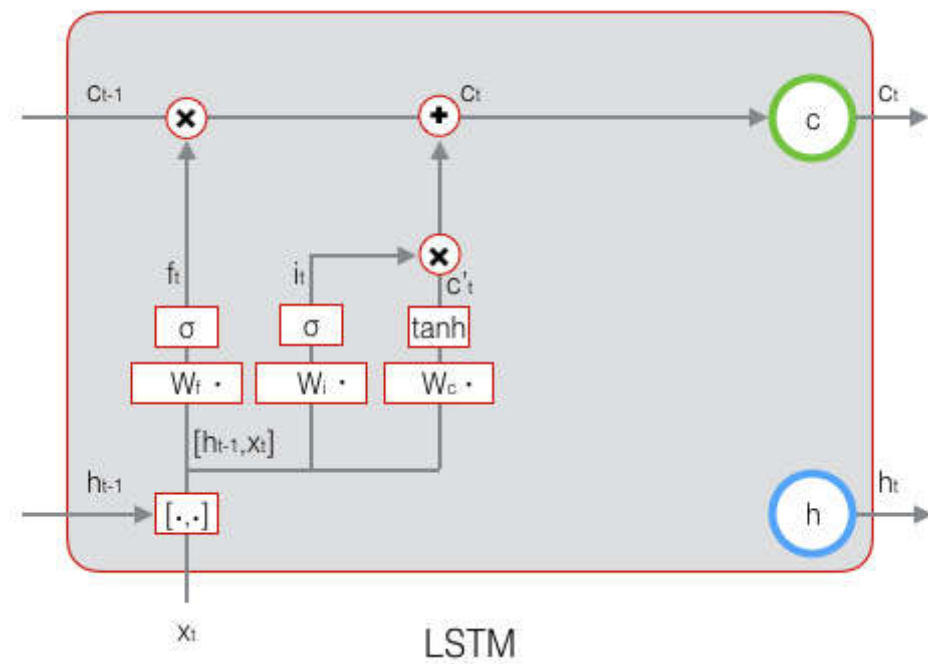 Ct-1 Ct c Ct
ft it c't
σ σ tanh
Wf · Wi · Wc ·
[ht-1,xt]
ht-1 [·,·] h ht
xt
LSTM